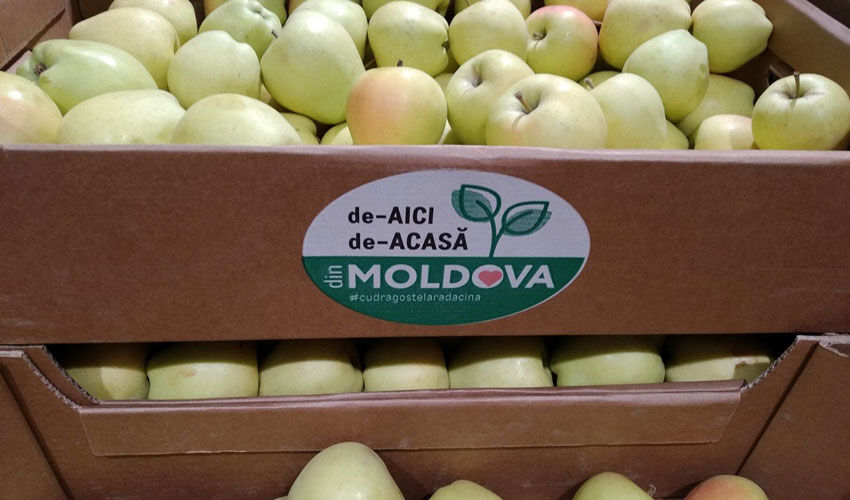 de-AICI
de-ACASĂ
din MOLDOVA
#cudragostelaradacina